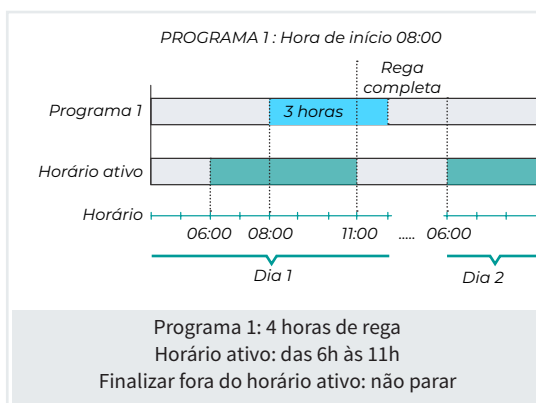 PROGRAMA 1 : Hora de início 08:00
Rega
completa
Programa 1
3 horas
Horário ativo
Horário
06:00 08:00 11:00 ..... 06:00
Dia 1 Dia 2
Programa 1: 4 horas de rega
Horário ativo: das 6h às 11h
Finalizar fora do horário ativo: não parar